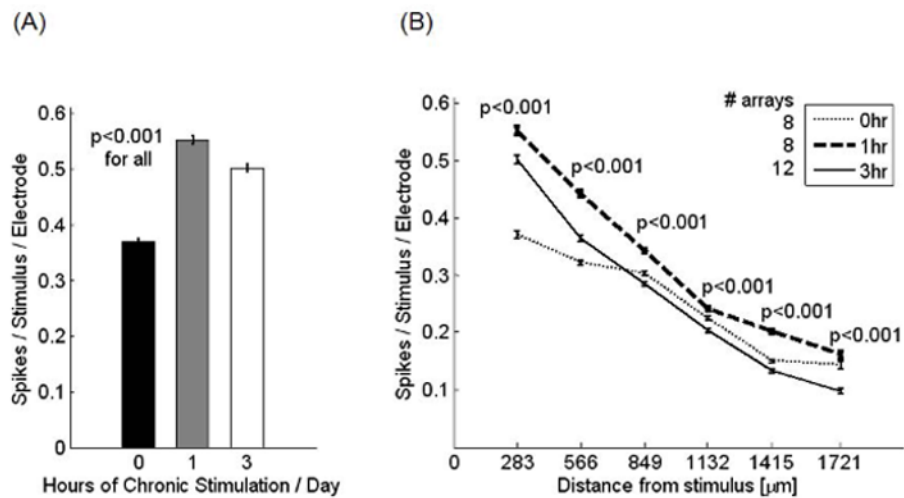 (A)
(B)
0.6
0.5
0.4
0.3
0.2
0.1
0
Spikes / Stimulus / Electrode
p<0.001
for all
0 1 3
Hours of Chronic Stimulation / Day
0.6
0.5
0.4
0.3
0.2
0.1
Spikes / Stimulus / Electrode
p<0.001
p<0.001
p<0.001
p<0.001
p<0.001
p<0.001
# arrays
8 0hr
8 1hr
12 3hr
0 283 566 849 1132 1415 1721
Distance from stimulus [μm]